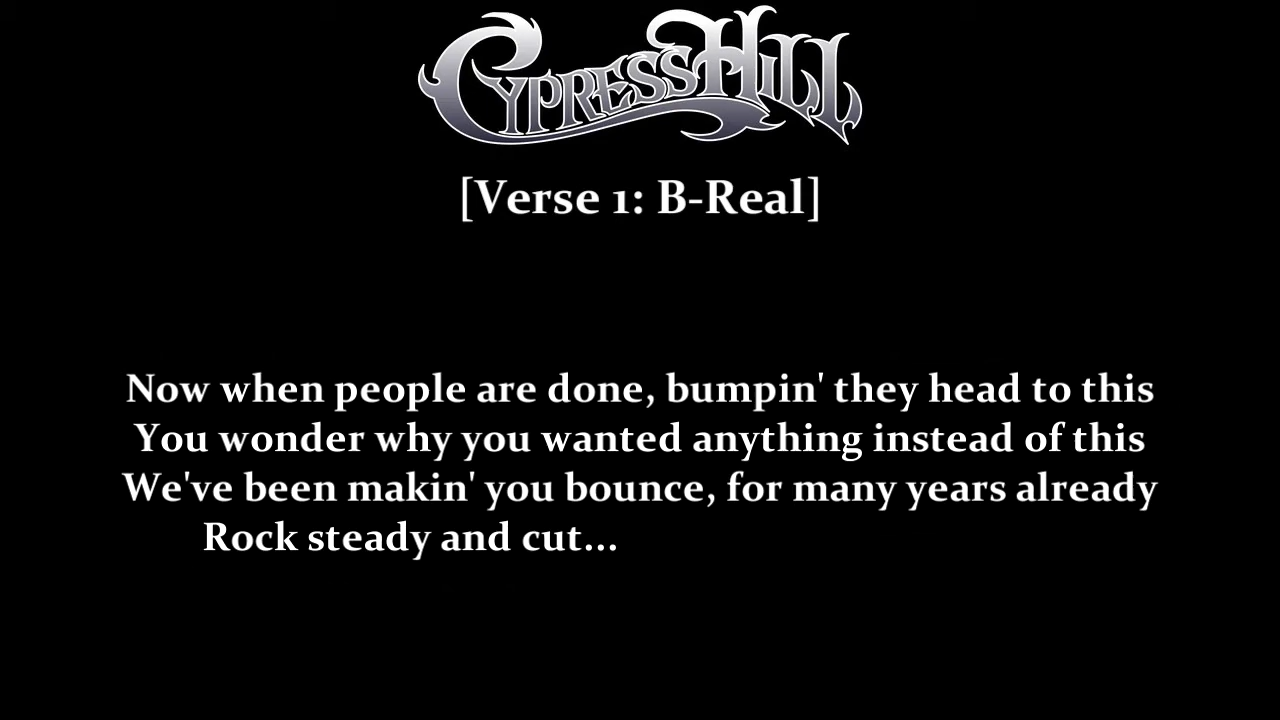 Cypress Hill
[Verse 1: B-Real]
Now when people are done, bumpin' they head to this
You wonder why you wanted anything instead of this
We've been makin' you bounce, for many years already
Rock steady and cut...